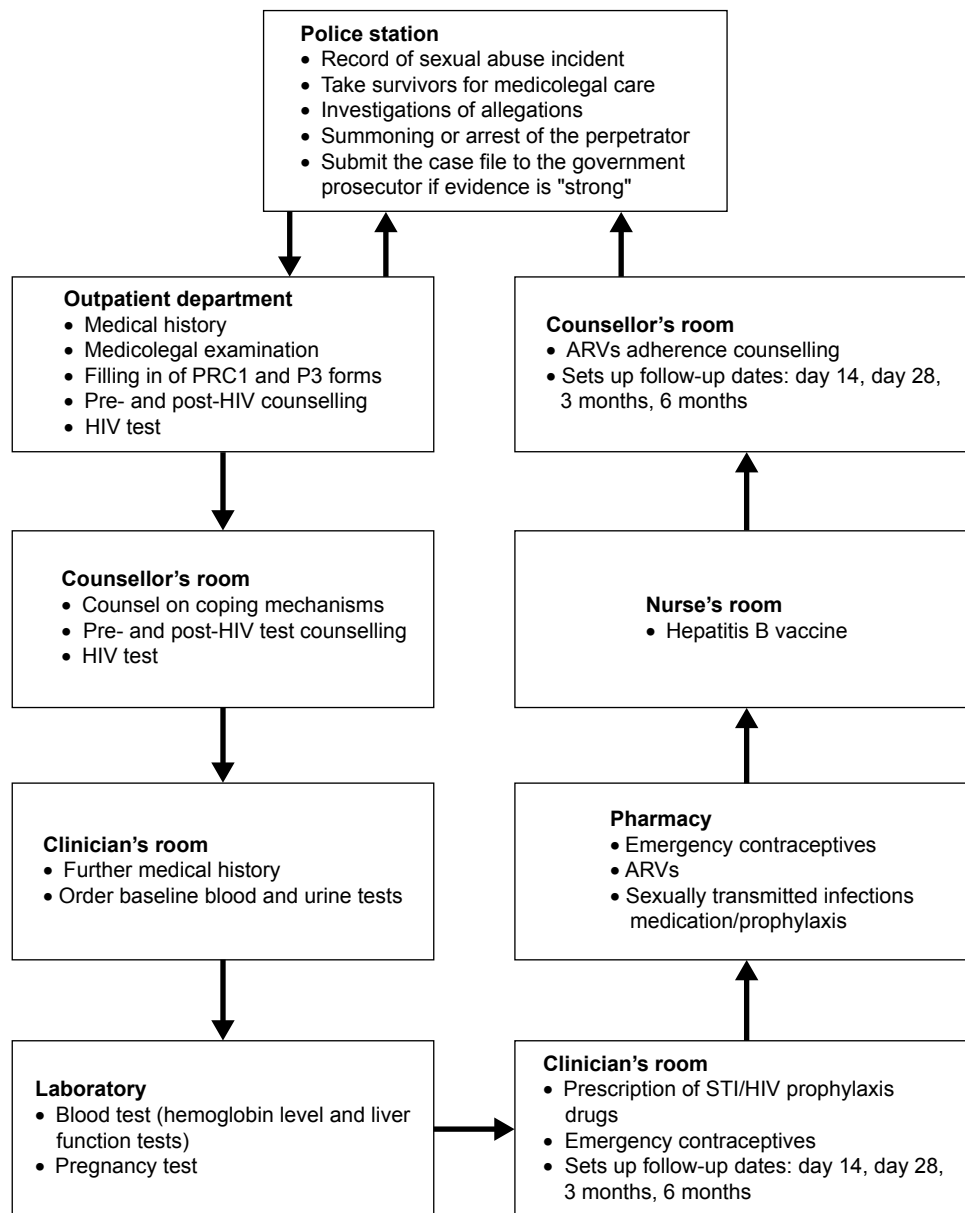 Police station
• Record of sexual abuse incident
• Take survivors for medicolegal care
• Investigations of allegations
• Summoning or arrest of the perpetrator
• Submit the case file to the government
prosecutor if evidence is "strong"
Outpatient department
• Medical history
• Medicolegal examination
• Filling in of PRC1 and P3 forms
• Pre- and post-HIV counselling
• HIV test
Counsellor’s room
• Counsel on coping mechanisms
• Pre- and post-HIV test counselling
• HIV test
Clinician’s room
• Further medical history
• Order baseline blood and urine tests
Laboratory
• Blood test (hemoglobin level and liver
function tests)
• Pregnancy test
Clinician’s room
• Prescription of STI/HIV prophylaxis
drugs
• Emergency contraceptives
• Sets up follow-up dates: day 14, day 28,
3 months, 6 months
Pharmacy
• Emergency contraceptives
• ARVs
• Sexually transmitted infections
medication/prophylaxis
Nurse’s room
• Hepatitis B vaccine
Counsellor’s room
• ARVs adherence counselling
• Sets up follow-up dates: day 14, day 28,
3 months, 6 months